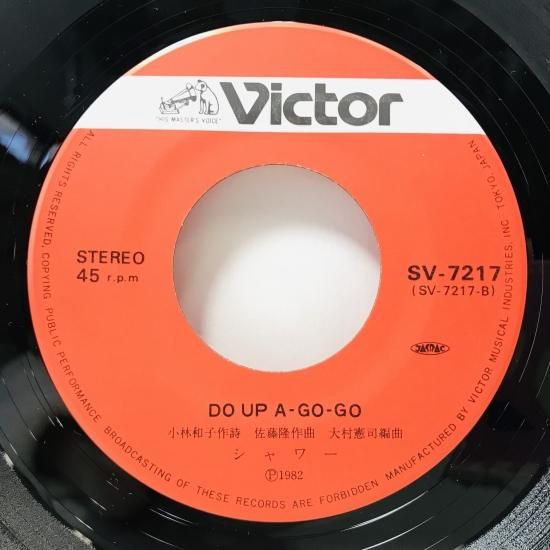 "HIS MASTER'S VOICE"
Victor
STEREO
45 r.p.m
SV-7217
(SV-7217-B)
JASRAC
DO UP A-GO-GO
小林和子作詩 佐藤隆作曲 大村憲司編曲
シャワー
Ⓟ1982
ALL RIGHTS RESERVED. COPYING PUBLIC PERFORMANCE BROADCASTING OF THESE RECORDS ARE FORBIDDEN MANUFACTURED BY VICTOR MUSICAL INDUSTRIES, INC. TOKYO, JAPAN